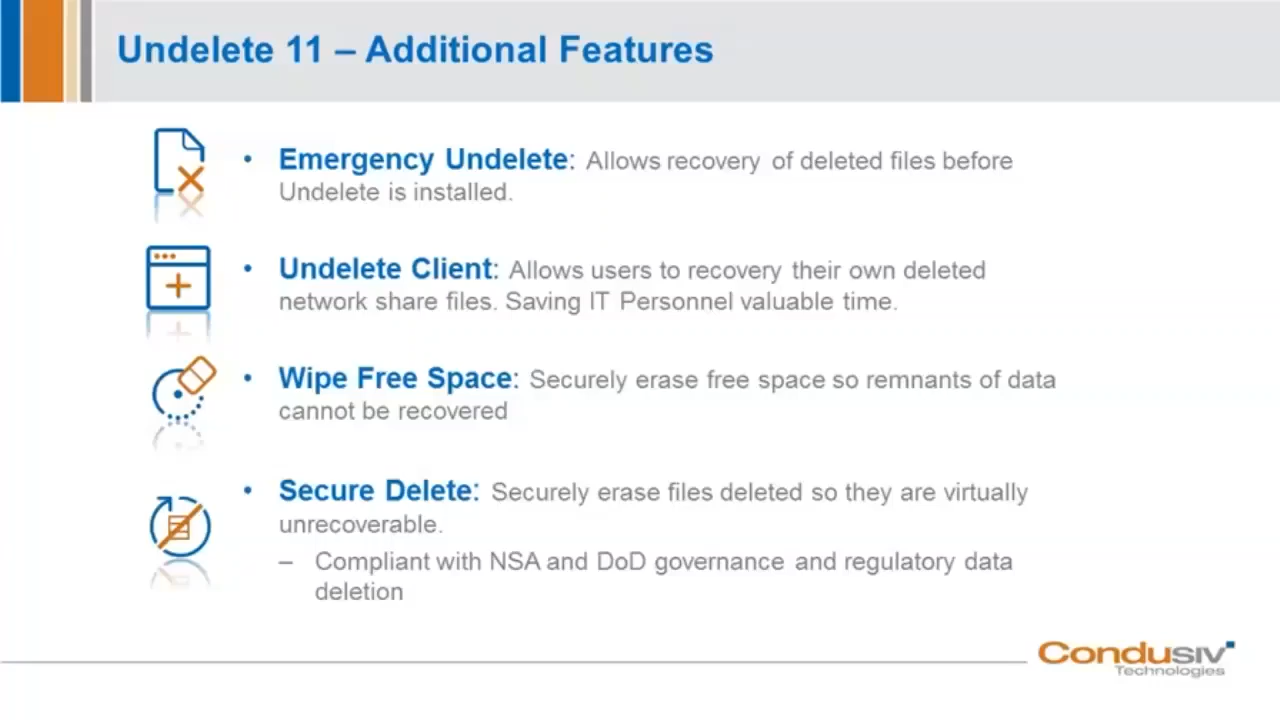 Undelete 11 – Additional Features
• Emergency Undelete: Allows recovery of deleted files before
Undelete is installed.
• Undelete Client: Allows users to recovery their own deleted
network share files. Saving IT Personnel valuable time.
• Wipe Free Space: Securely erase free space so remnants of data
cannot be recovered
• Secure Delete: Securely erase files deleted so they are virtually
unrecoverable.
– Compliant with NSA and DoD governance and regulatory data
deletion
Condusiv
Technologies